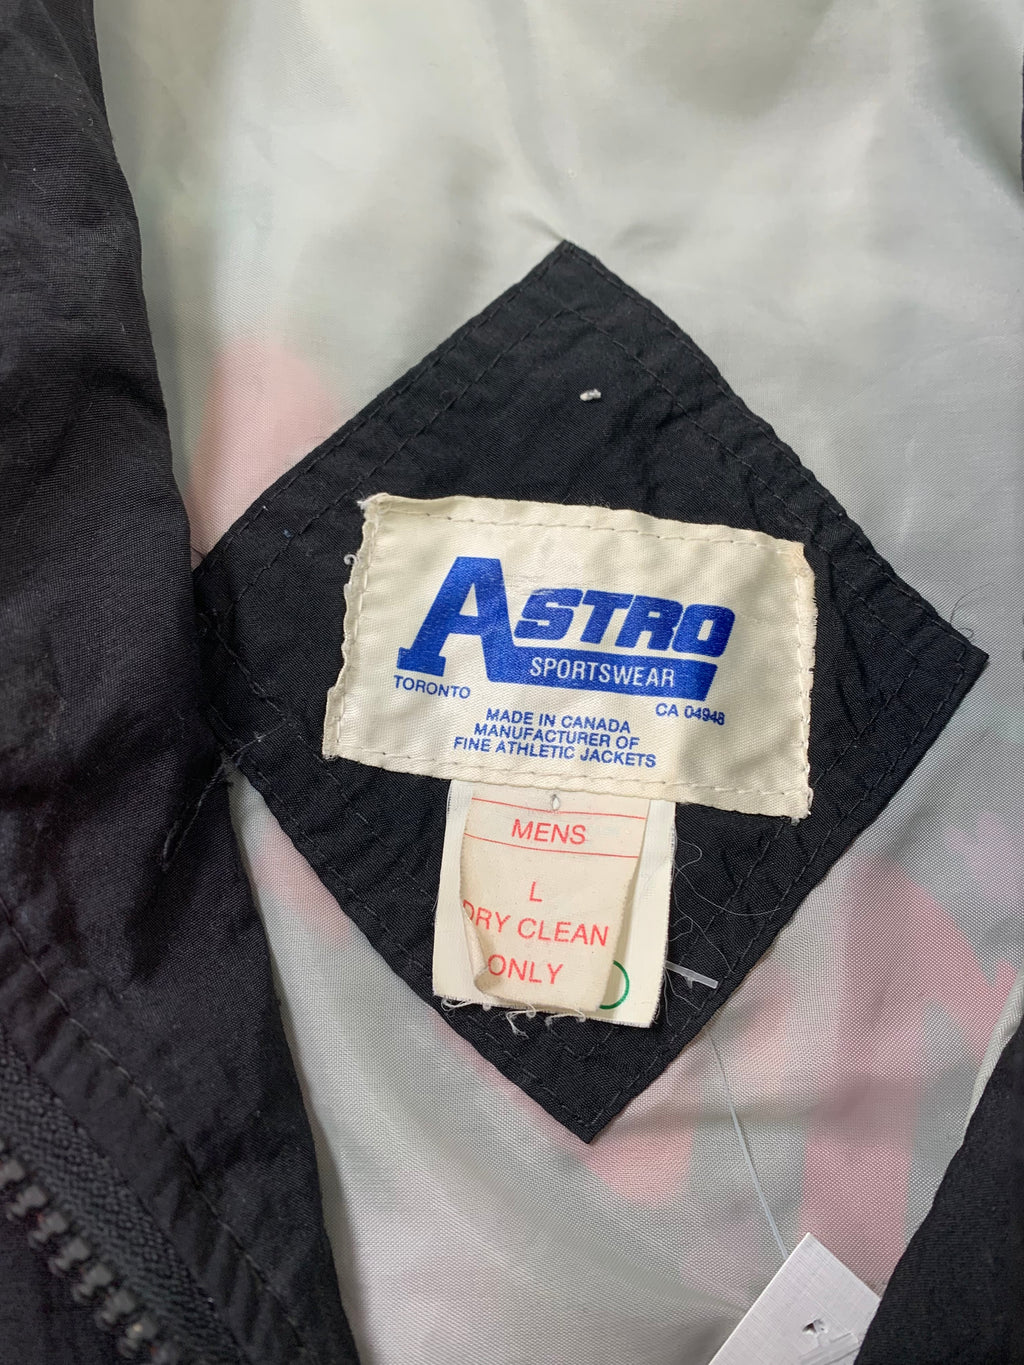 ASTRO
SPORTSWEAR
TORONTO
CA 04948
MADE IN CANADA
MANUFACTURER OF
FINE ATHLETIC JACKETS
MENS
L
DRY CLEAN
ONLY